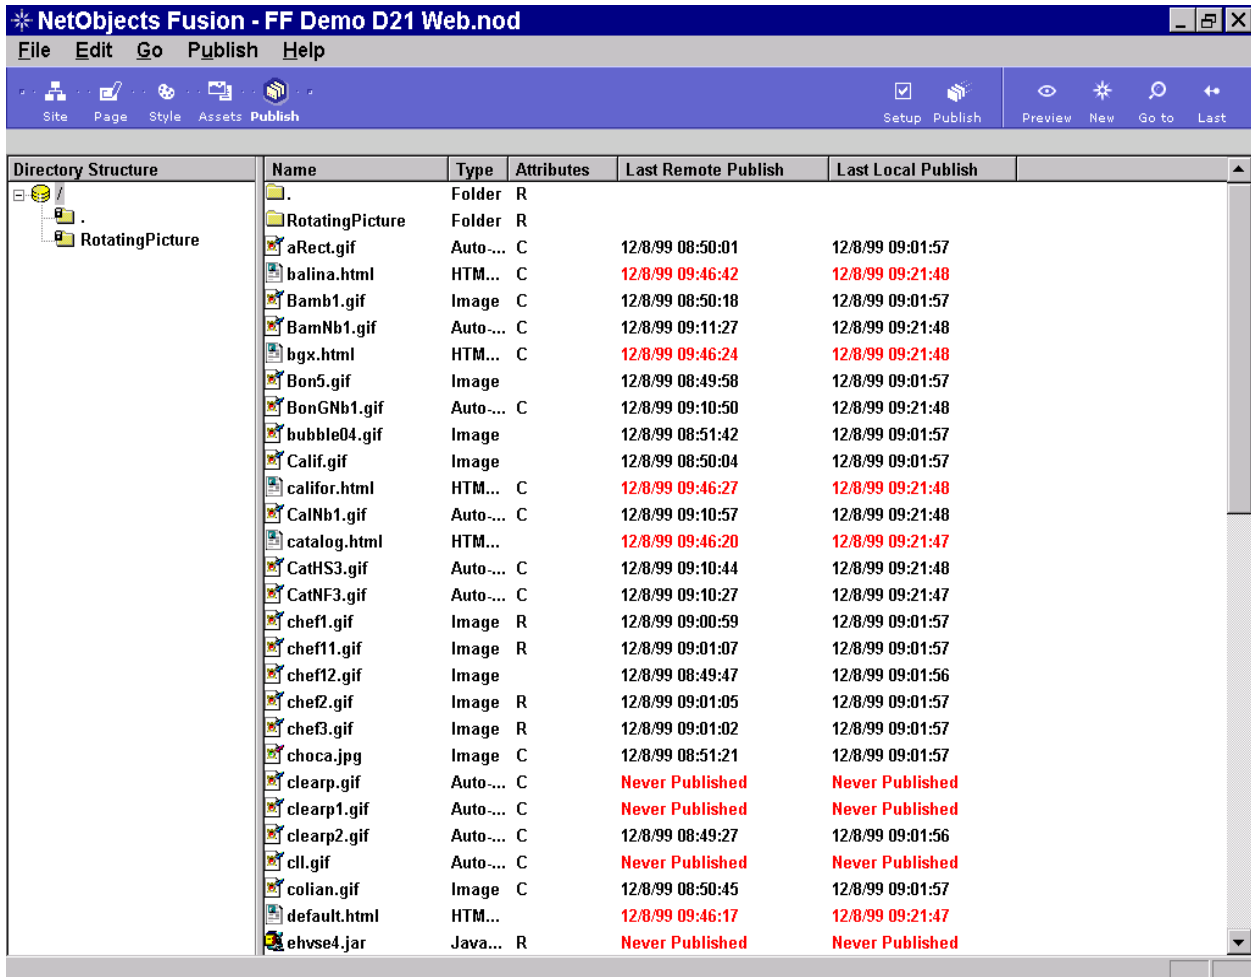 NetObjects Fusion - FF Demo D21 Web.nod
File Edit Go Publish Help
Site Page Style Assets Publish Setup Publish Preview New Go to Last
Directory Structure Name Type Attributes Last Remote Publish Last Local Publish
/ . Folder R
. RotatingPicture Folder R
RotatingPicture aRect.gif Auto-... C 12/8/99 08:50:01 12/8/99 09:01:57
balina.html HTM... C 12/8/99 09:46:42 12/8/99 09:21:48
Bamb1.gif Image C 12/8/99 08:50:18 12/8/99 09:01:57
BamNb1.gif Auto-... C 12/8/99 09:11:27 12/8/99 09:21:48
bgx.html HTM... C 12/8/99 09:46:24 12/8/99 09:21:48
Bon5.gif Image 12/8/99 08:49:58 12/8/99 09:01:57
BonGNb1.gif Auto-... C 12/8/99 09:10:50 12/8/99 09:21:48
bubble04.gif Image 12/8/99 08:51:42 12/8/99 09:01:57
Calif.gif Image 12/8/99 08:50:04 12/8/99 09:01:57
califor.html HTM... C 12/8/99 09:46:27 12/8/99 09:21:48
CalNb1.gif Auto-... C 12/8/99 09:10:57 12/8/99 09:21:48
catalog.html HTM... 12/8/99 09:46:20 12/8/99 09:21:47
CatHS3.gif Auto-... C 12/8/99 09:10:44 12/8/99 09:21:48
CatNF3.gif Auto-... C 12/8/99 09:10:27 12/8/99 09:21:47
chef1.gif Image R 12/8/99 09:00:59 12/8/99 09:01:57
chef11.gif Image R 12/8/99 09:01:07 12/8/99 09:01:57
chef12.gif Image 12/8/99 08:49:47 12/8/99 09:01:56
chef2.gif Image R 12/8/99 09:01:05 12/8/99 09:01:57
chef3.gif Image R 12/8/99 09:01:02 12/8/99 09:01:57
choca.jpg Image C 12/8/99 08:51:21 12/8/99 09:01:57
clearp.gif Auto-... C Never Published Never Published
clearp1.gif Auto-... C Never Published Never Published
clearp2.gif Auto-... C 12/8/99 08:49:27 12/8/99 09:01:56
cll.gif Auto-... C Never Published Never Published
colian.gif Image C 12/8/99 08:50:45 12/8/99 09:01:57
default.html HTM... 12/8/99 09:46:17 12/8/99 09:21:47
ehvse4.jar Java... R Never Published Never Published